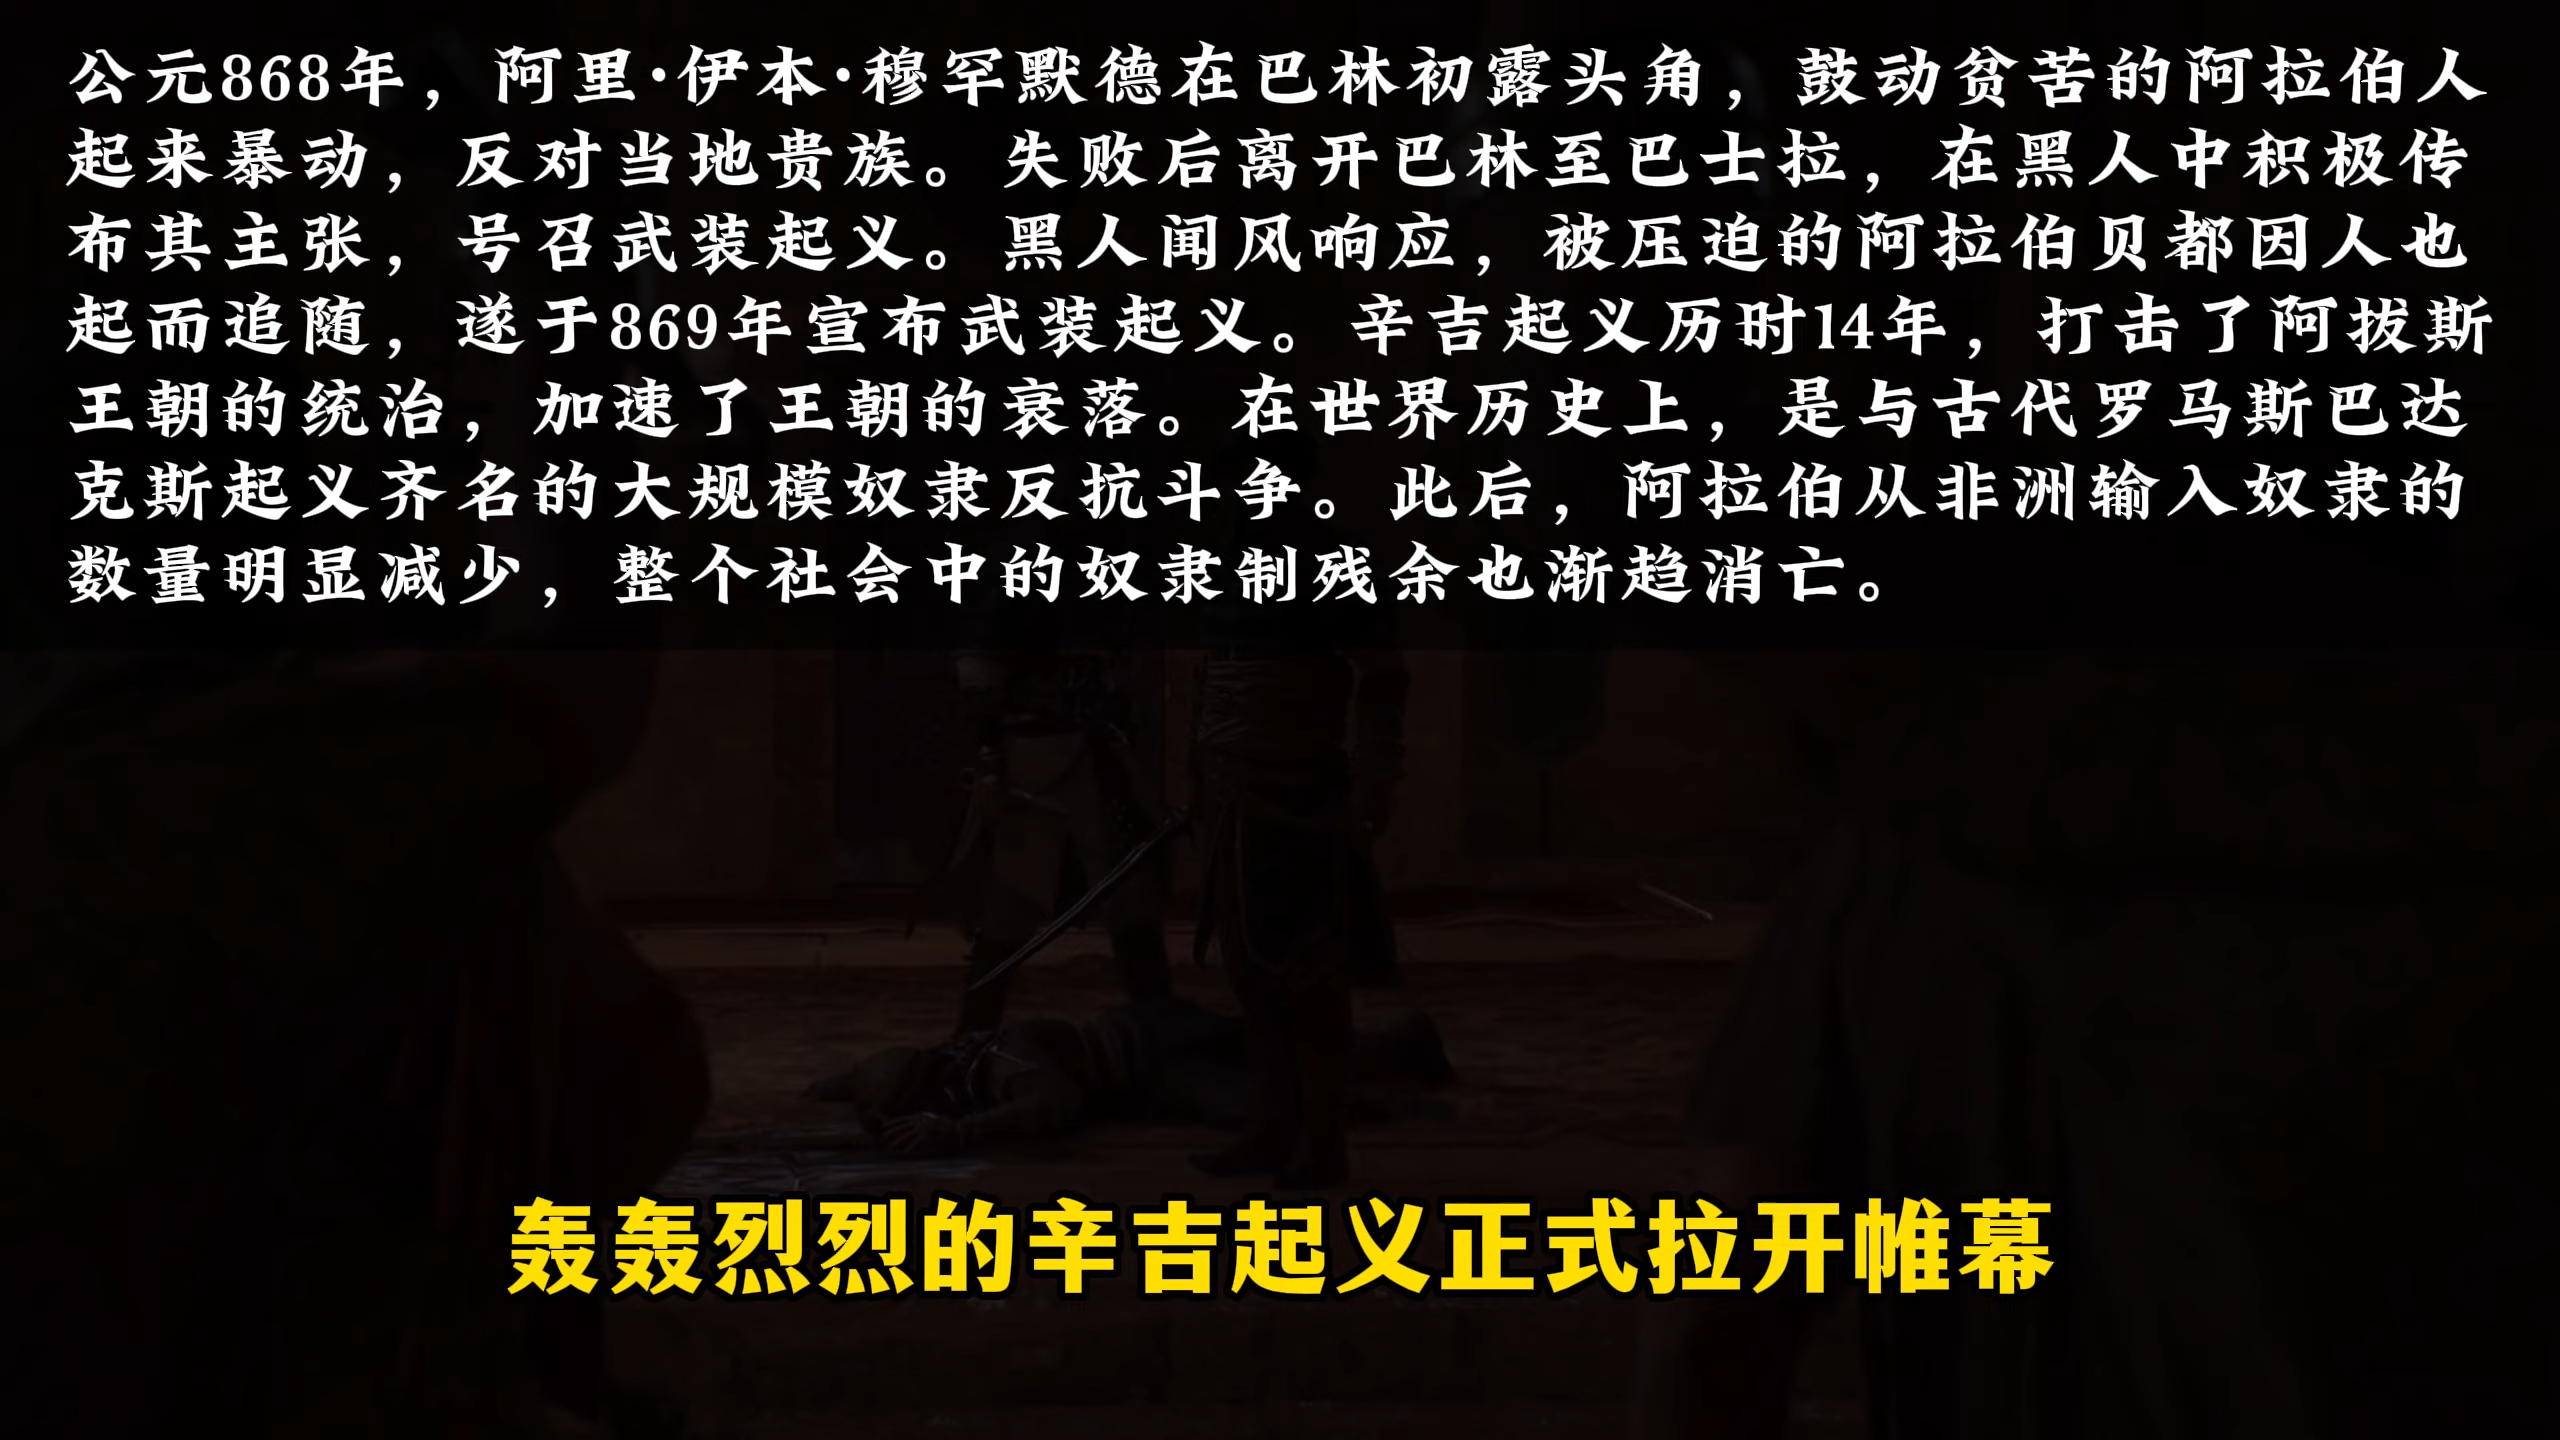 公元868年，阿里·伊本·穆罕默德在巴林初露头角，鼓动贫苦的阿拉伯人
起来暴动，反对当地贵族。失败后离开巴林至巴士拉，在黑人中积极传
布其主张，号召武装起义。黑人闻风响应，被压迫的阿拉伯贝都因人也
起而追随，遂于869年宣布武装起义。辛吉起义历时14年，打击了阿拔斯
王朝的统治，加速了王朝的衰落。在世界历史上，是与古代罗马斯巴达
克斯起义齐名的大规模奴隶反抗斗争。此后，阿拉伯从非洲输入奴隶的
数量明显减少，整个社会中的奴隶制残余也渐趋消亡。
轰轰烈烈的辛吉起义正式拉开帷幕